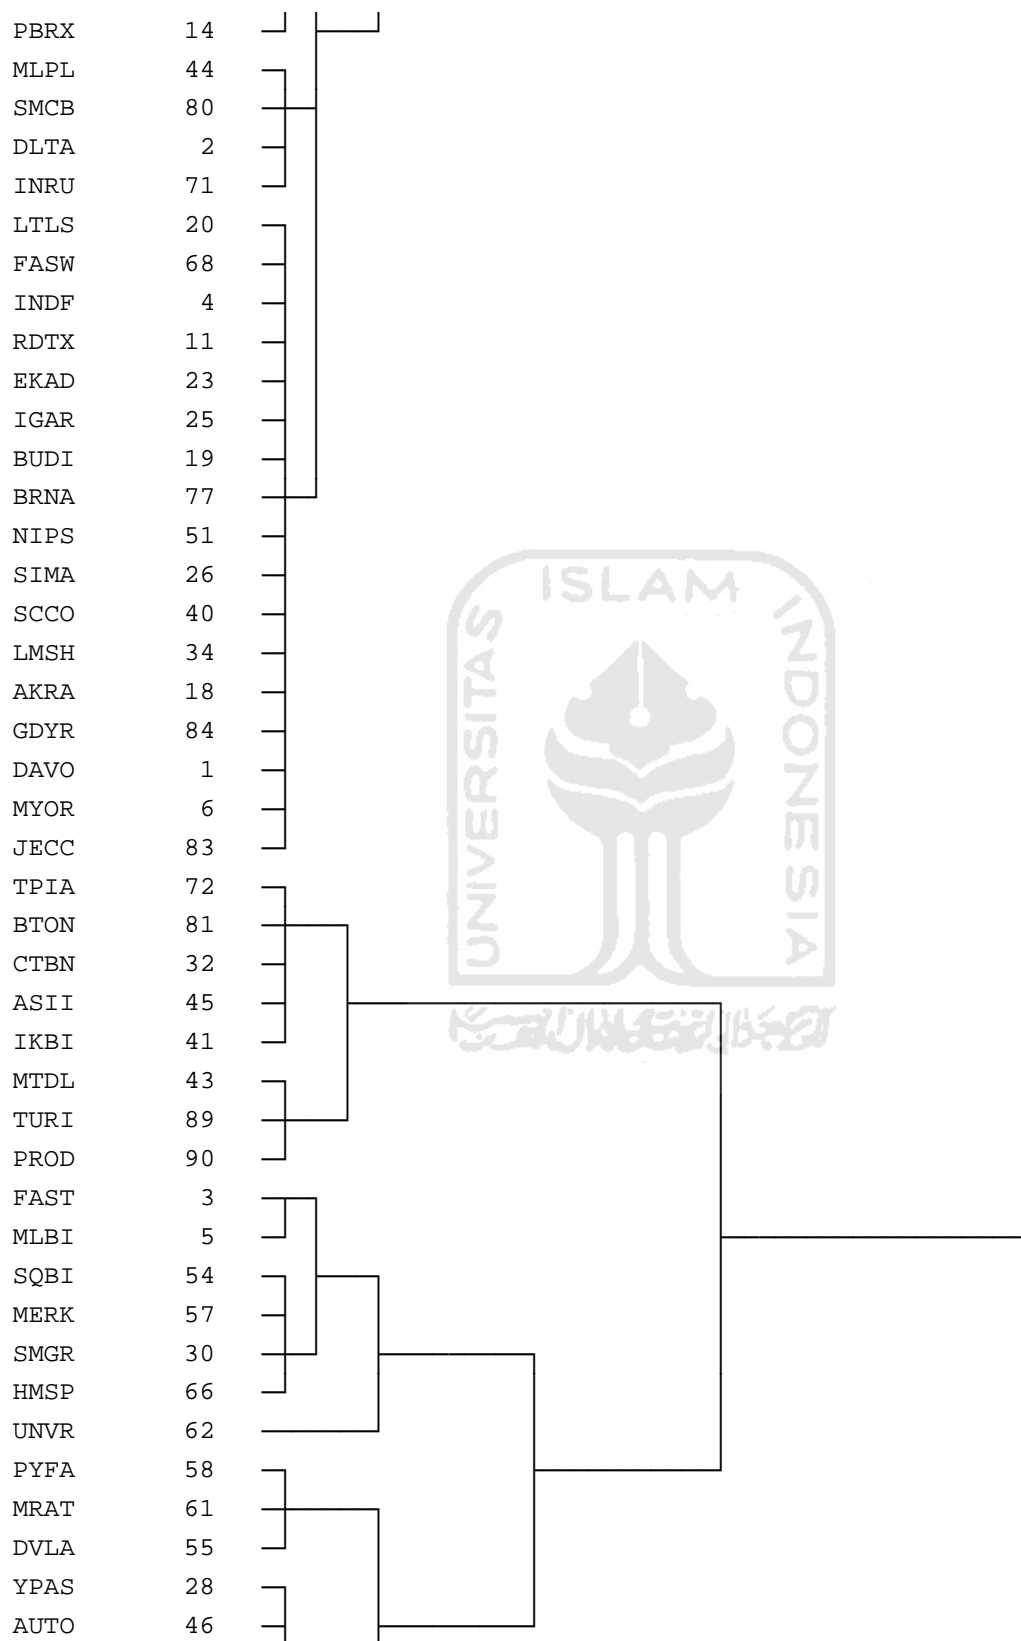 PBRX 14
MLPL 44
SMCB 80
DLTA 2
INRU 71
LTLS 20
FASW 68
INDF 4
RDTX 11
EKAD 23
IGAR 25
BUDI 19
BRNA 77
NIPS 51
SIMA 26
SCCO 40
LMSH 34
AKRA 18
GDYR 84
DAVO 1
MYOR 6
JECC 83
TPIA 72
BTON 81
CTBN 32
ASII 45
IKBI 41
MTDL 43
TURI 89
PROD 90
FAST 3
MLBI 5
SQBI 54
MERK 57
SMGR 30
HMSP 66
UNVR 62
PYFA 58
MRAT 61
DVLA 55
YPAS 28
AUTO 46
UNIVERSITAS
ISLAM
INDONESIA